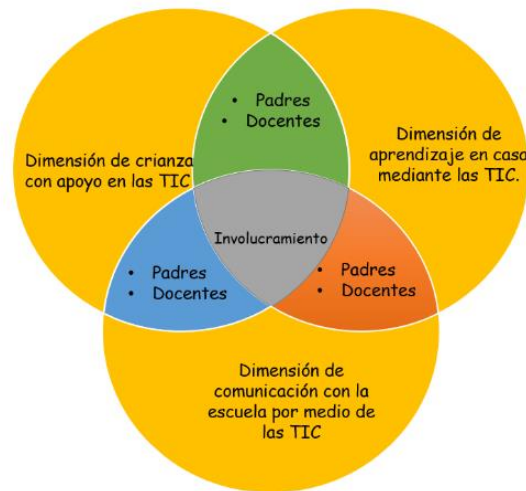 • Padres
• Docentes
Dimensión de crianza
con apoyo en las TIC
Dimensión de
aprendizaje en casa
mediante las TIC.
Involucramiento
• Padres
• Docentes
• Padres
• Docentes
Dimensión de
comunicación con la
escuela por medio de
las TIC